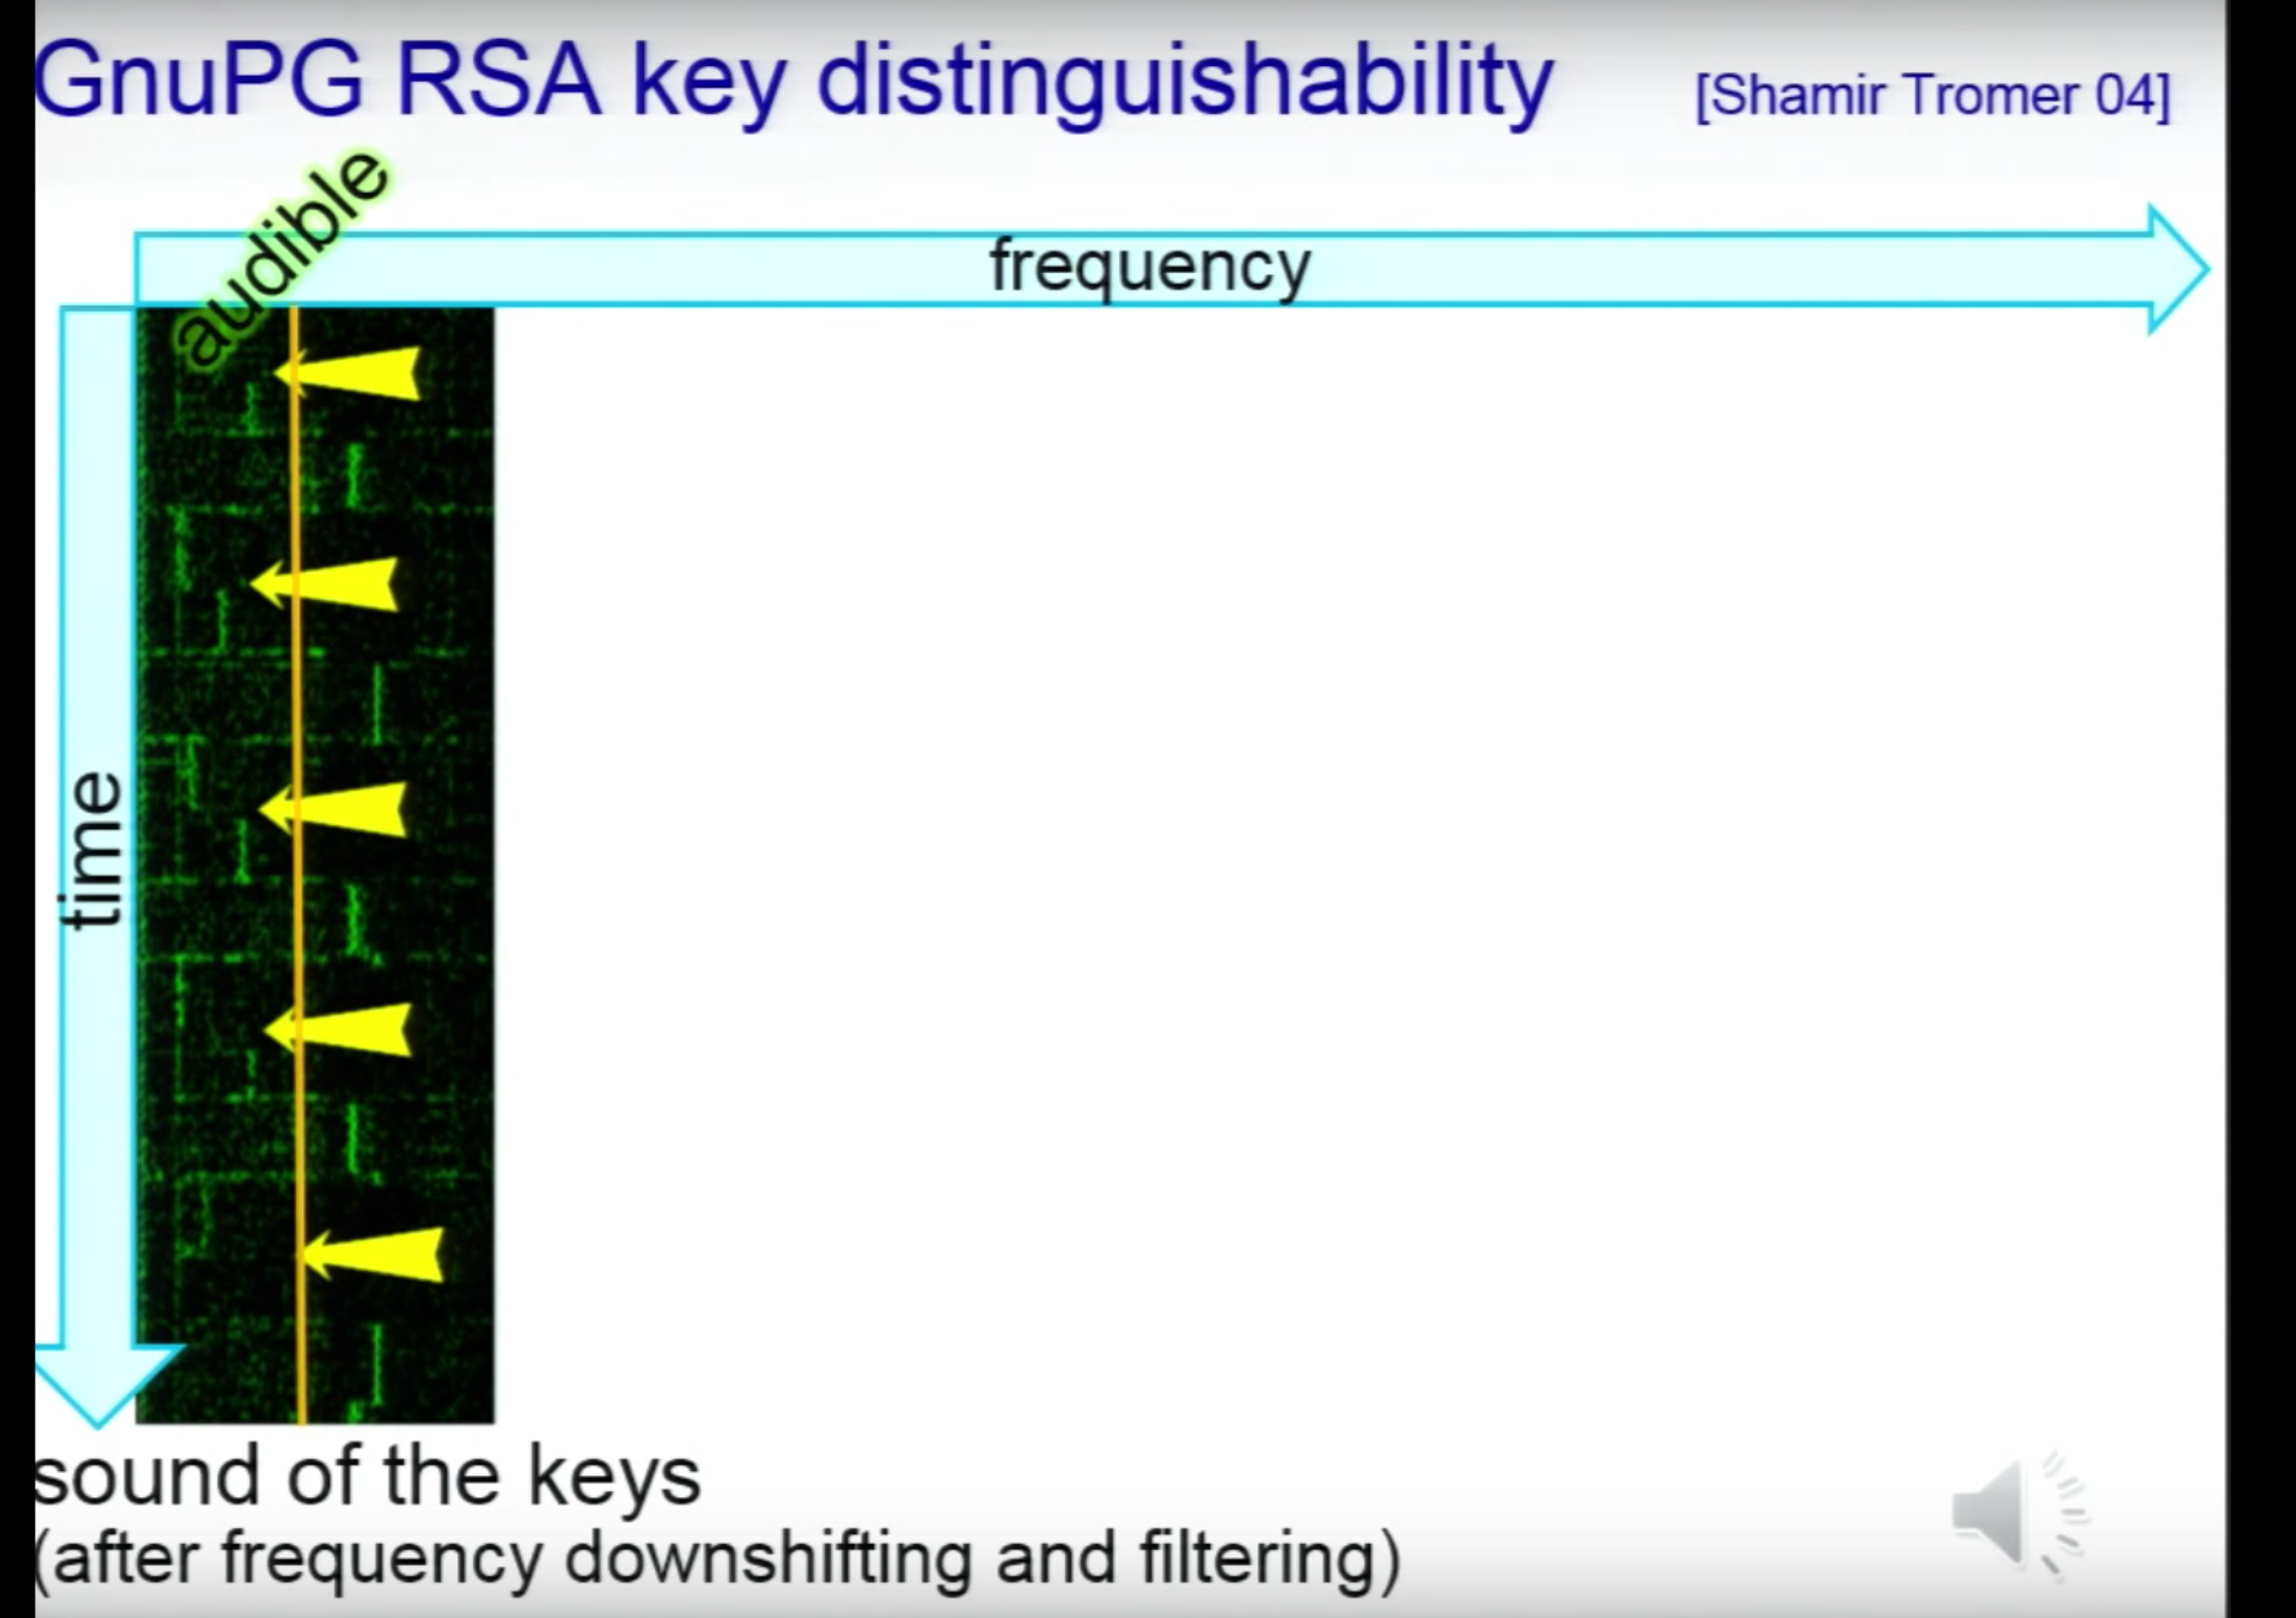 GnuPG RSA key distinguishability [Shamir Tromer 04]
audible
frequency
time
sound of the keys
(after frequency downshifting and filtering)